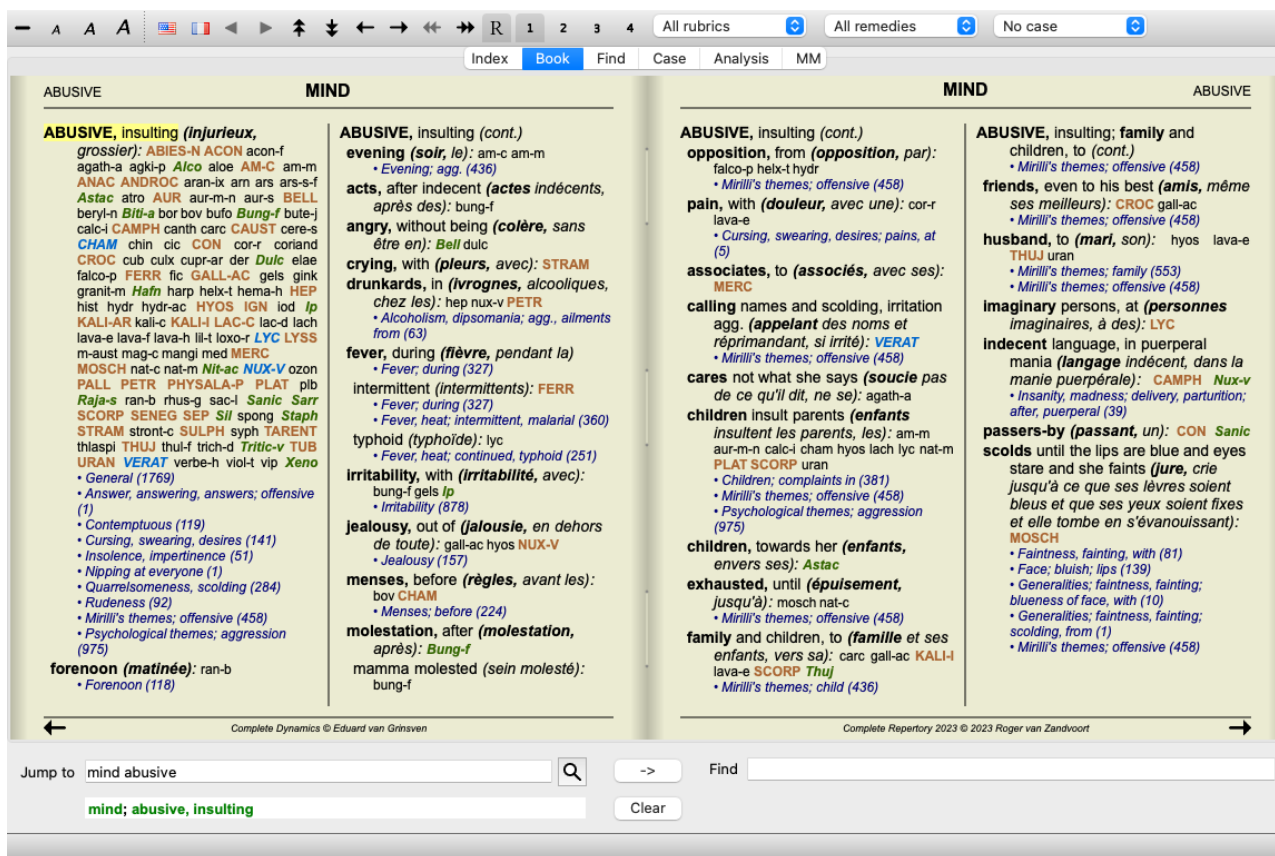 A A A R 1 2 3 4 All rubrics All remedies No case
Index Book Find Case Analysis MM
ABUSIVE MIND
ABUSIVE, insulting (injurieux,
grossier): ABIES-N ACON acon-f
agath-a agki-p Alco aloe AM-C am-m
ANAC ANDROC aran-ix arn ars ars-s-f
Astac atro AUR aur-m-n aur-s BELL
beryl-n Biti-a bor bov bufo Bung-f bute-j
calc-i CAMPH canth carc CAUST cere-s
CHAM chin cic CON cor-r coriand
CROC cub culx cupr-ar der Dulc elae
falco-p FERR fic GALL-AC gels gink
granit-m Hafn harp helx-t hema-h HEP
hist hydr hydr-ac HYOS IGN iod Ip
KALI-AR kali-c KALI-I LAC-C lac-d lach
lava-e lava-f lava-h lil-t loxo-r LYC LYSS
m-aust mag-c mangi med MERC
MOSCH nat-c nat-m Nit-ac NUX-V ozon
PALL PETR PHYSALA-P PLAT plb
Raja-s ran-b rhus-g sac-l Sanic Sarr
SCORP SENEG SEP Sil spong Staph
STRAM stront-c SULPH syph TARENT
thlaspi THUJ thul-f trich-d Tritic-v TUB
URAN VERAT verbe-h viol-t vip Xeno
• General (1769)
• Answer, answering, answers; offensive
(1)
• Contemptuous (119)
• Cursing, swearing, desires (141)
• Insolence, impertinence (51)
• Nipping at everyone (1)
• Quarrelsomeness, scolding (284)
• Rudeness (92)
• Mirilli's themes; offensive (458)
• Psychological themes; aggression
(975)
forenoon (matinée): ran-b
• Forenoon (118)
ABUSIVE, insulting (cont.)
evening (soir, le): am-c am-m
• Evening; agg. (436)
acts, after indecent (actes indécents,
après des): bung-f
angry, without being (colère, sans
être en): Bell dulc
crying, with (pleurs, avec): STRAM
drunkards, in (ivrognes, alcooliques,
chez les): hep nux-v PETR
• Alcoholism, dipsomania; agg., ailments
from (63)
fever, during (fièvre, pendant la)
• Fever; during (327)
intermittent (intermittents): FERR
• Fever; during (327)
• Fever, heat; intermittent, malarial (360)
typhoid (typhoïde): lyc
• Fever, heat; continued, typhoid (251)
irritability, with (irritabilité, avec):
bung-f gels Ip
• Irritability (878)
jealousy, out of (jalousie, en dehors
de toute): gall-ac hyos NUX-V
• Jealousy (157)
menses, before (règles, avant les):
bov CHAM
• Menses; before (224)
molestation, after (molestation,
après): Bung-f
mamma molested (sein molesté):
bung-f
Complete Dynamics © Eduard van Grinsven
MIND ABUSIVE
ABUSIVE, insulting (cont.)
opposition, from (opposition, par):
falco-p helx-t hydr
• Mirilli's themes; offensive (458)
pain, with (douleur, avec une): cor-r
lava-e
• Cursing, swearing, desires; pains, at
(5)
associates, to (associés, avec ses):
MERC
calling names and scolding, irritation
agg. (appelant des noms et
réprimandant, si irrité): VERAT
• Mirilli's themes; offensive (458)
cares not what she says (soucie pas
de ce qu'il dit, ne se): agath-a
children insult parents (enfants
insultent les parents, les): am-m
aur-m-n calc-i cham hyos lach lyc nat-m
PLAT SCORP uran
• Children; complaints in (381)
• Mirilli's themes; offensive (458)
• Psychological themes; aggression
(975)
children, towards her (enfants,
envers ses): Astac
exhausted, until (épuisement,
jusqu'à): mosch nat-c
• Mirilli's themes; offensive (458)
family and children, to (famille et ses
enfants, vers sa): carc gall-ac KALI-I
lava-e SCORP Thuj
• Mirilli's themes; child (436)
ABUSIVE, insulting; family and
children, to (cont.)
• Mirilli's themes; offensive (458)
friends, even to his best (amis, même
ses meilleurs): CROC gall-ac
• Mirilli's themes; offensive (458)
husband, to (mari, son): hyos lava-e
THUJ uran
• Mirilli's themes; family (553)
• Mirilli's themes; offensive (458)
imaginary persons, at (personnes
imaginaires, à des): LYC
indecent language, in puerperal
mania (langage indécent, dans la
manie puerpérale): CAMPH Nux-v
• Insanity, madness; delivery, parturition;
after, puerperal (39)
passers-by (passant, un): CON Sanic
scolds until the lips are blue and eyes
stare and she faints (jure, crie
jusqu'à ce que ses lèvres soient
bleus et que ses yeux soient fixes
et elle tombe en s'évanouissant):
MOSCH
• Faintness, fainting, with (81)
• Face; bluish; lips (139)
• Generalities; faintness, fainting;
blueness of face, with (10)
• Generalities; faintness, fainting;
scolding, from (1)
• Mirilli's themes; offensive (458)
Complete Repertory 2023 © 2023 Roger van Zandvoort
Jump to mind abusive -> Find
mind; abusive, insulting Clear